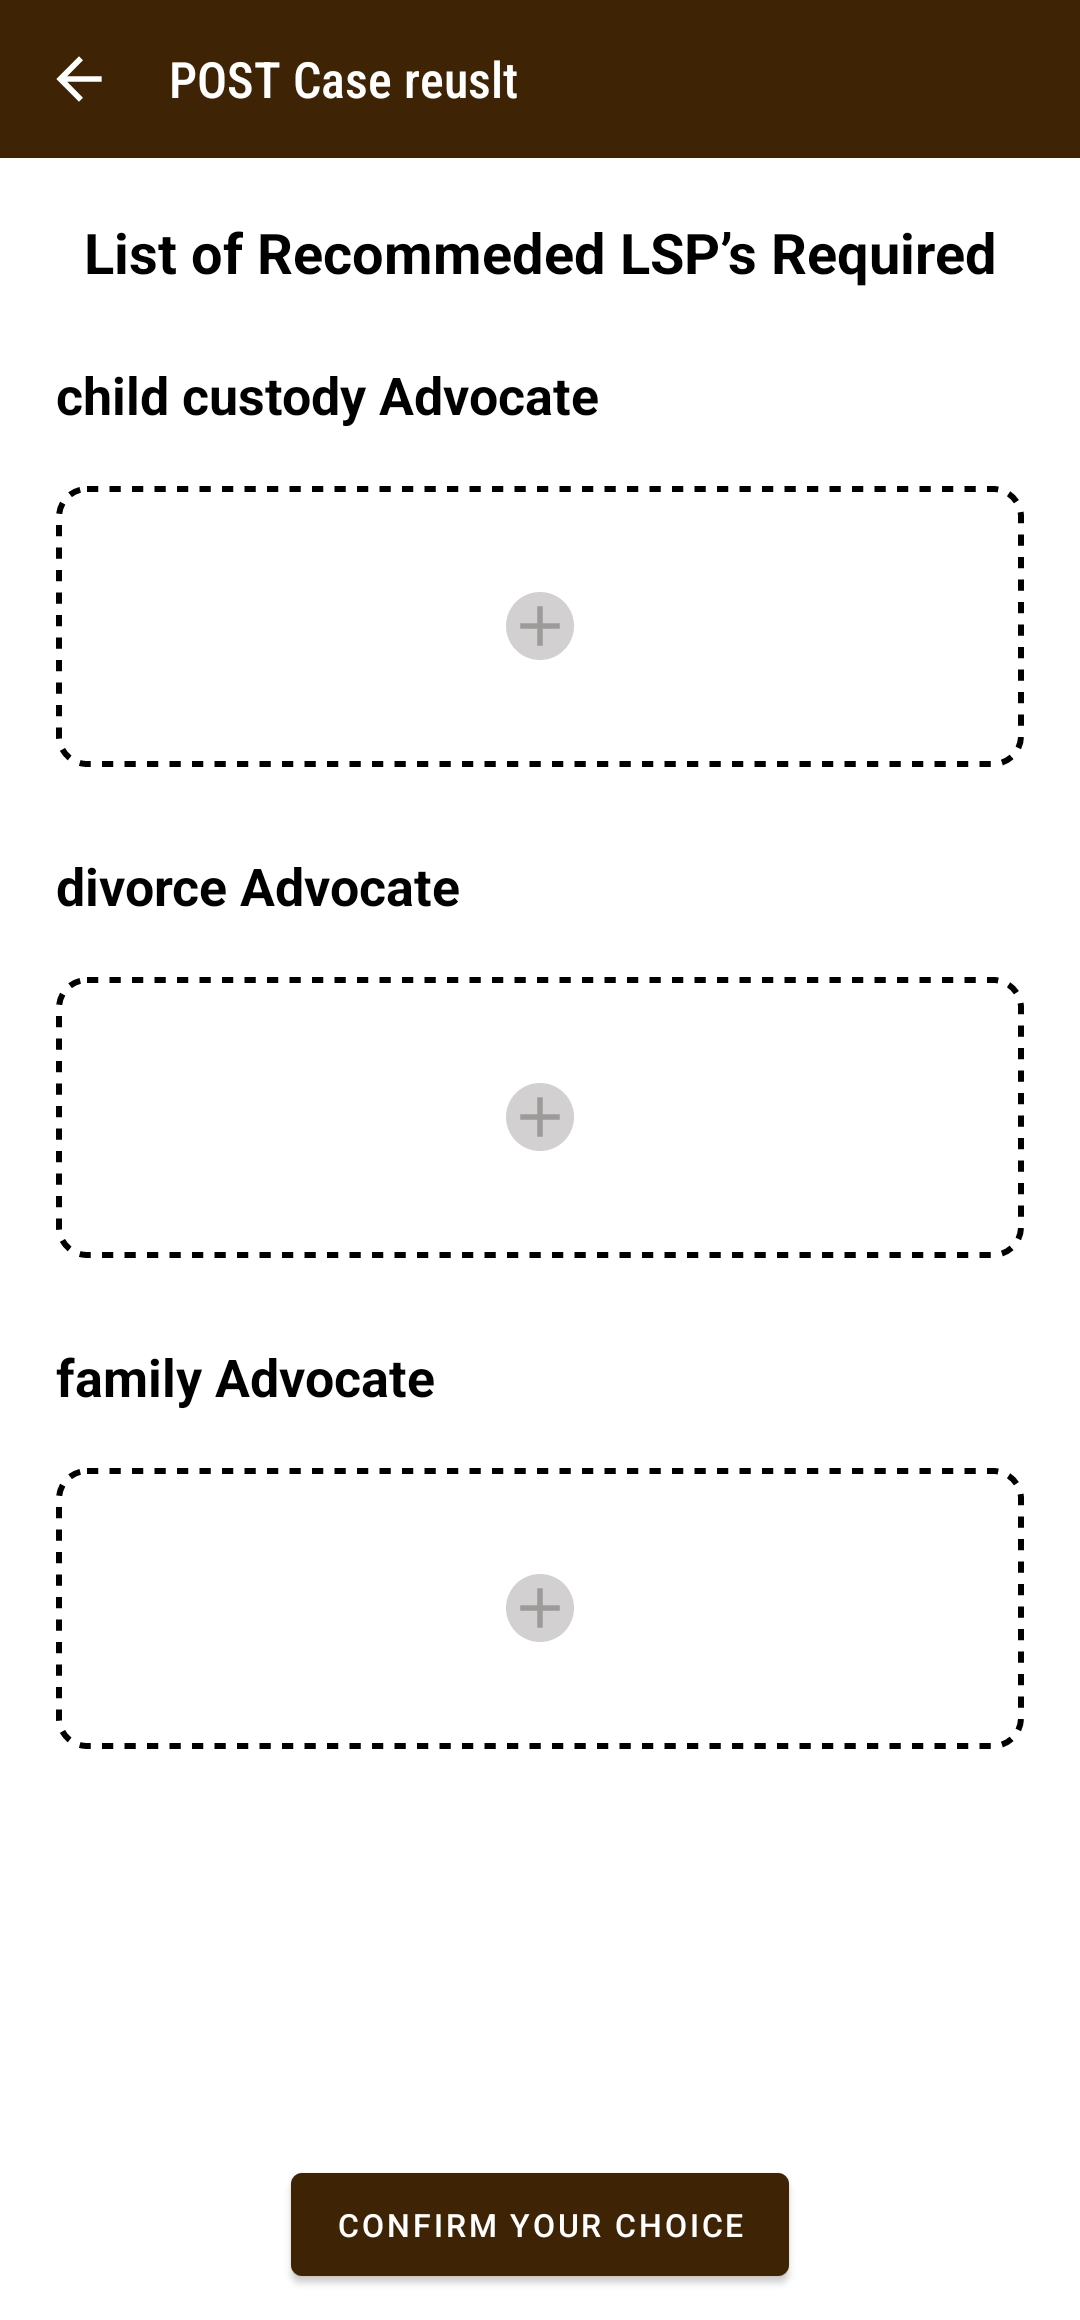 POST Case reuslt
List of Recommeded LSP’s Required
child custody Advocate
divorce Advocate
family Advocate
CONFIRM YOUR CHOICE